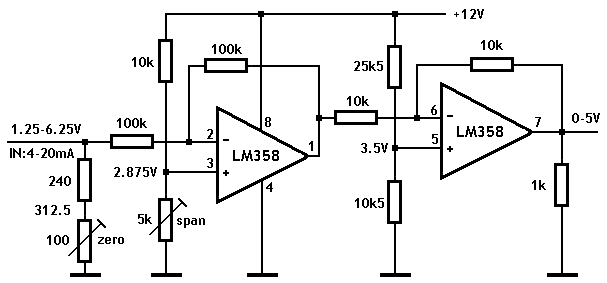 +12V
10k
100k
25k5
10k
100k
8
10k
1.25-6.25V
2
-
LM358
1
6
-
LM358
7
0-5V
IN:4-20mA
3
+
3.5V
5
+
2.875V
240
4
1k
312.5
5k
span
10k5
100
zero